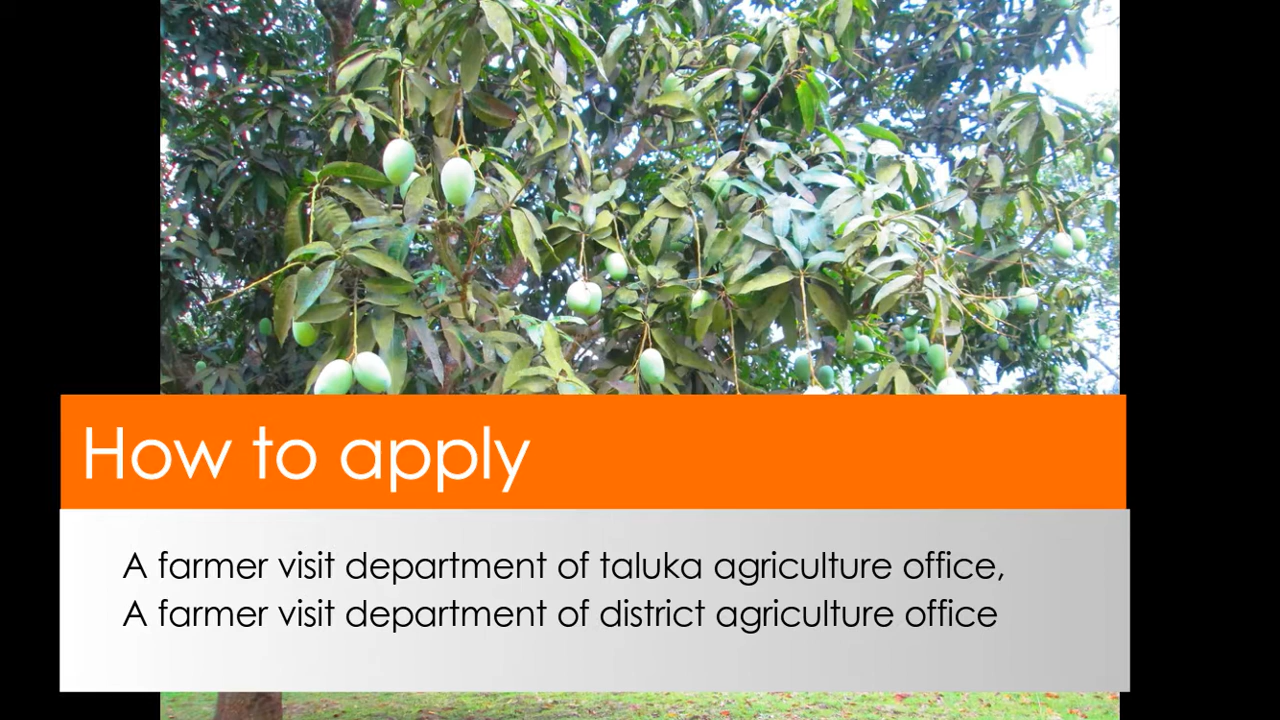 How to apply
A farmer visit department of taluka agriculture office,
A farmer visit department of district agriculture office